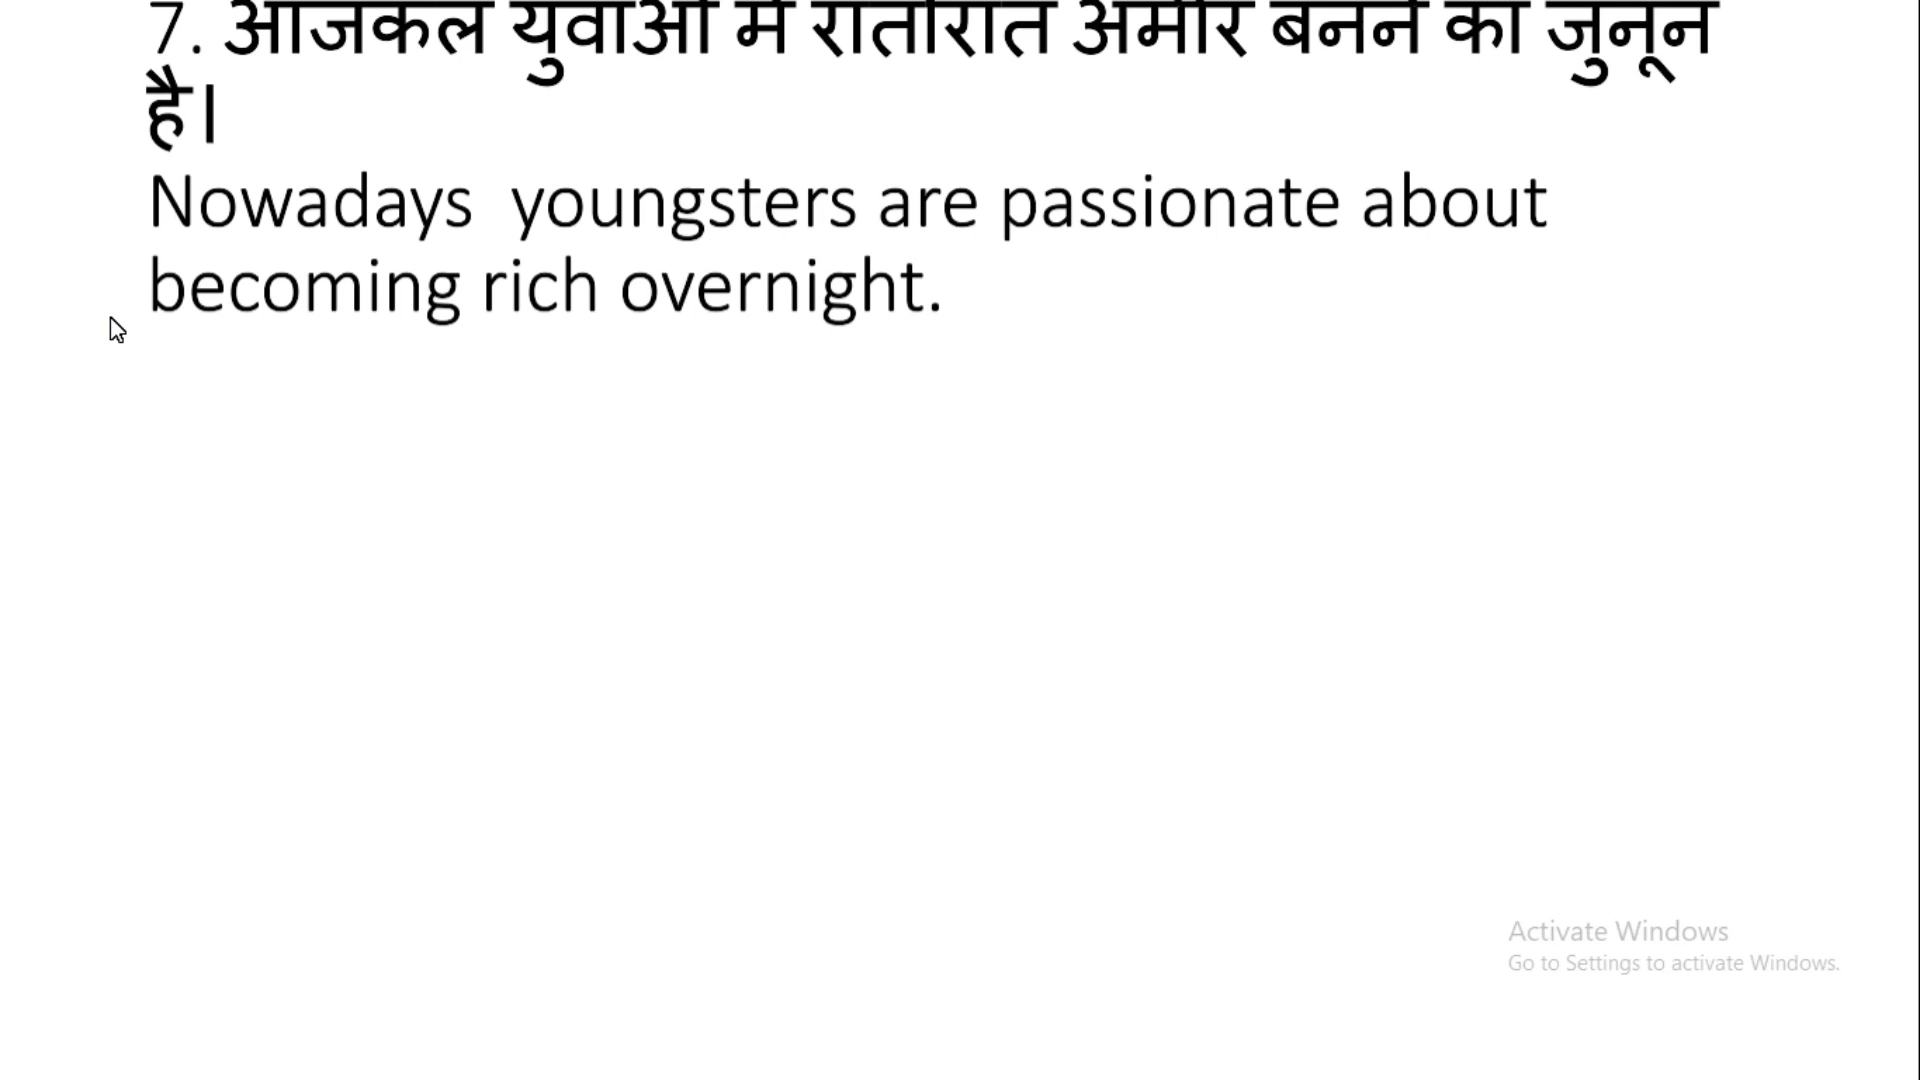 7. आजकल युवाओं में रातोंरात अमीर बनने का जुनून
है।
Nowadays  youngsters are passionate about
becoming rich overnight.
Activate Windows
Go to Settings to activate Windows.